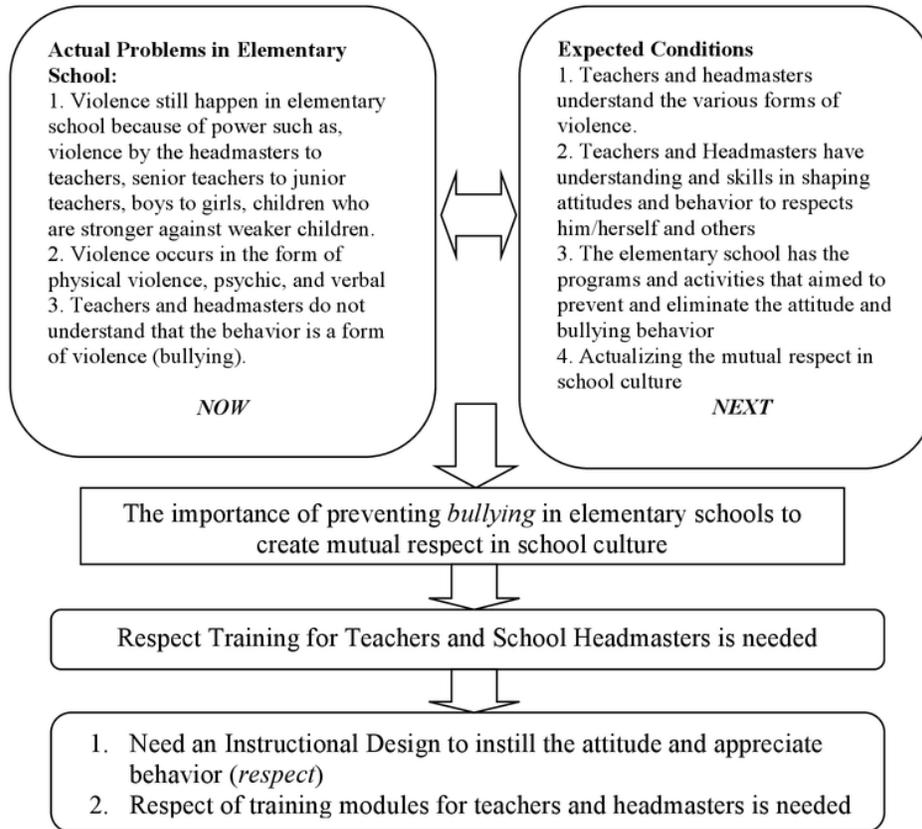 Actual Problems in Elementary
School:
1. Violence still happen in elementary
school because of power such as,
violence by the headmasters to
teachers, senior teachers to junior
teachers, boys to girls, children who
are stronger against weaker children.
2. Violence occurs in the form of
physical violence, psychic, and verbal
3. Teachers and headmasters do not
understand that the behavior is a form
of violence (bullying).
NOW
Expected Conditions
1. Teachers and headmasters
understand the various forms of
violence.
2. Teachers and Headmasters have
understanding and skills in shaping
attitudes and behavior to respects
him/herself and others
3. The elementary school has the
programs and activities that aimed to
prevent and eliminate the attitude and
bullying behavior
4. Actualizing the mutual respect in
school culture
NEXT
The importance of preventing bullying in elementary schools to
create mutual respect in school culture
Respect Training for Teachers and School Headmasters is needed
1. Need an Instructional Design to instill the attitude and appreciate
behavior (respect)
2. Respect of training modules for teachers and headmasters is needed